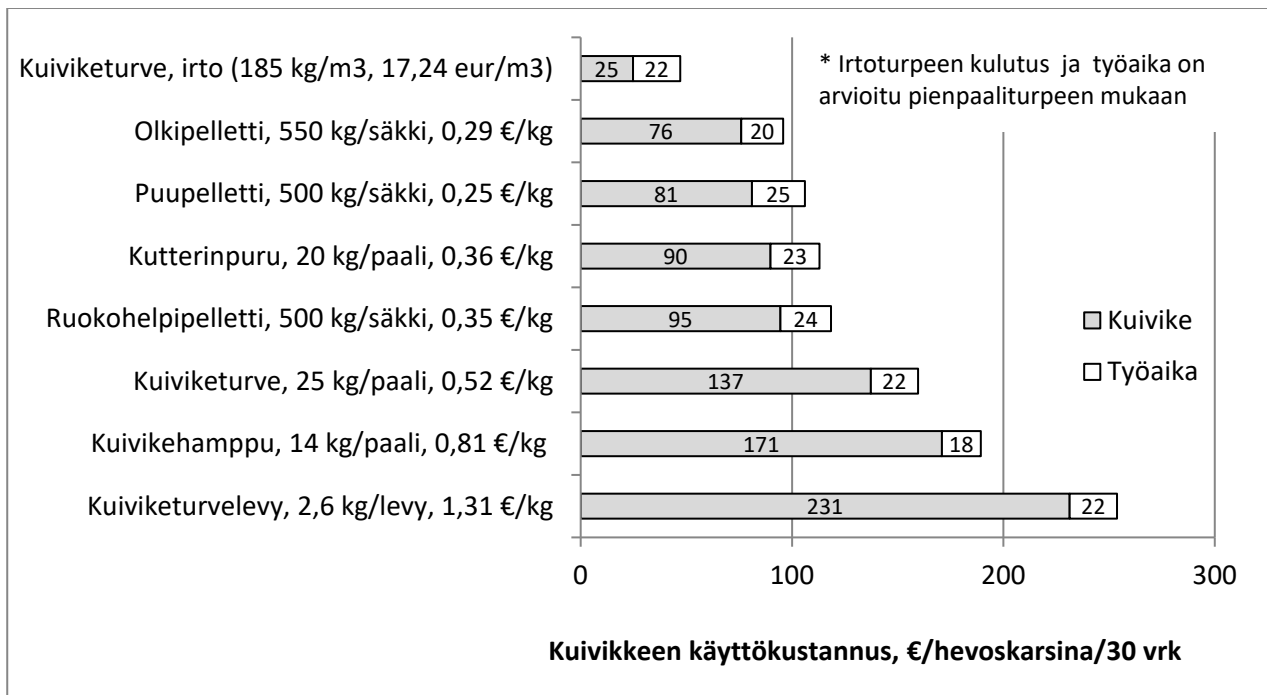 Kuiviketurve, irto (185 kg/m3, 17,24 eur/m3)
25 22
* Irtoturpeen kulutus ja työaika on
arvioitu pienpaaliturpeen mukaan
Olkipelletti, 550 kg/säkki, 0,29 €/kg
76 20
Puupelletti, 500 kg/säkki, 0,25 €/kg
81 25
Kutterinpuru, 20 kg/paali, 0,36 €/kg
90 23
Ruokohelpipelletti, 500 kg/säkki, 0,35 €/kg
95 24
Kuiviketurve, 25 kg/paali, 0,52 €/kg
137 22
Kuivikehamppu, 14 kg/paali, 0,81 €/kg
171 18
Kuiviketurvelevy, 2,6 kg/levy, 1,31 €/kg
231 22
Kuivike
Työaika
0 100 200 300
Kuivikkeen käyttökustannus, €/hevoskarsina/30 vrk